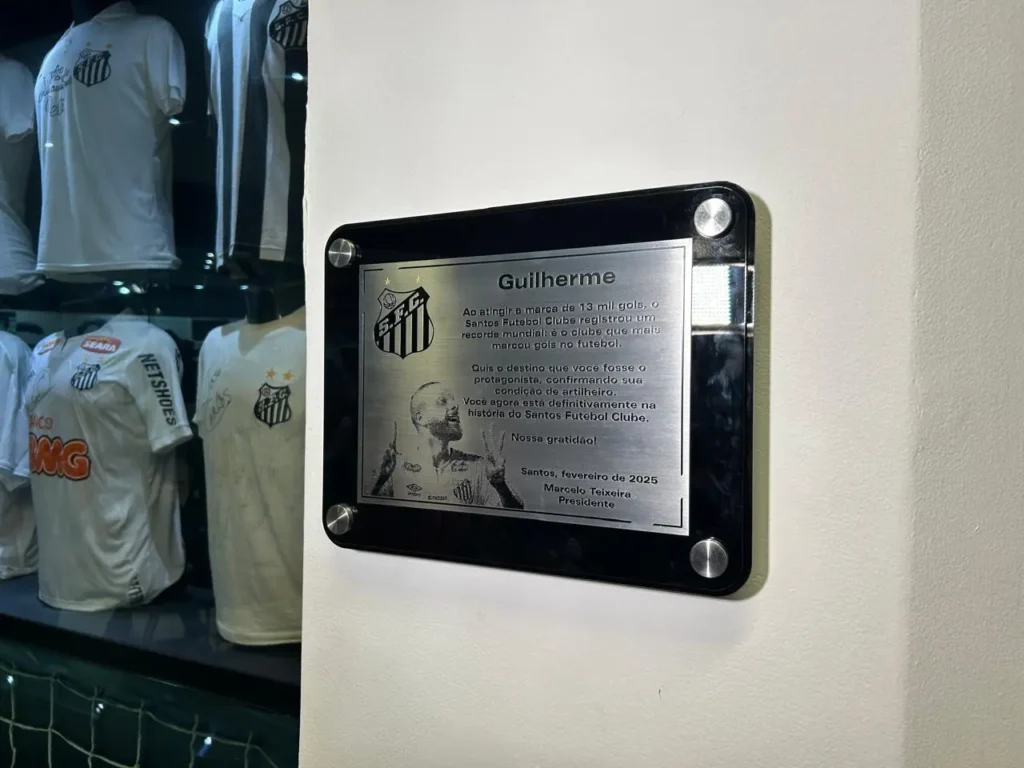 Guilherme
Ao atingir a marca de 13 mil gols, o
Santos Futebol Clube registrou um
recorde mundial: é o clube que mais
marcou gols no futebol.
Quis o destino que você fosse o
protagonista, confirmando sua
condição de artilheiro.
Você agora está definitivamente na
história do Santos Futebol Clube.
Nossa gratidão!
Santos, fevereiro de 2025
Marcelo Teixeira
Presidente
S.F.C.
umbro
SEARA
NETSHOES
BMG